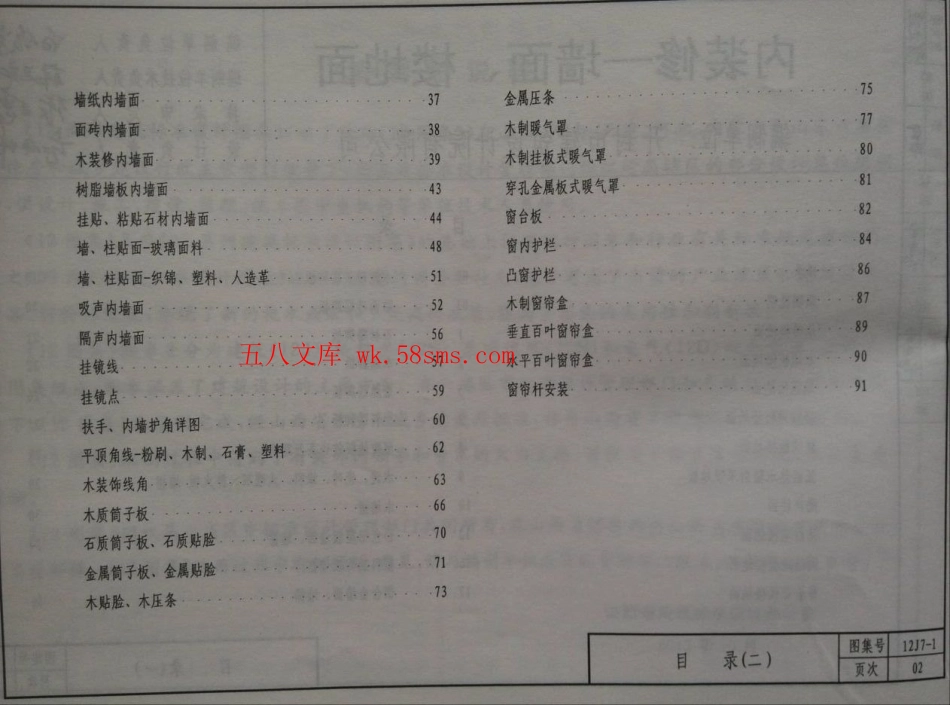 墙纸内墙面 37
面砖内墙面 38
木装修内墙面 39
树脂墙板内墙面 43
挂贴、粘贴石材内墙面 44
墙、柱贴面-玻璃面料 48
墙、柱贴面-织锦、塑料、人造革 51
吸声内墙面 52
隔声内墙面 56
挂镜线 57
挂镜点 59
扶手、内墙护角详图 60
平顶角线-粉刷、木制、石膏、塑料 62
木装饰线角 63
木质筒子板 66
石质筒子板、石质贴脸 70
金属筒子板、金属贴脸 71
木贴脸、木压条 73
金属压条 75
木制暖气罩 77
木制挂板式暖气罩 80
穿孔金属板式暖气罩 81
窗台板 82
窗内护栏 84
凸窗护栏 86
木制窗帘盒 87
垂直百叶窗帘盒 89
水平百叶窗帘盒 90
窗帘杆安装 91
五八文库 wk.58sms.com
目 录(二)
图集号 12J7-1
页次 02